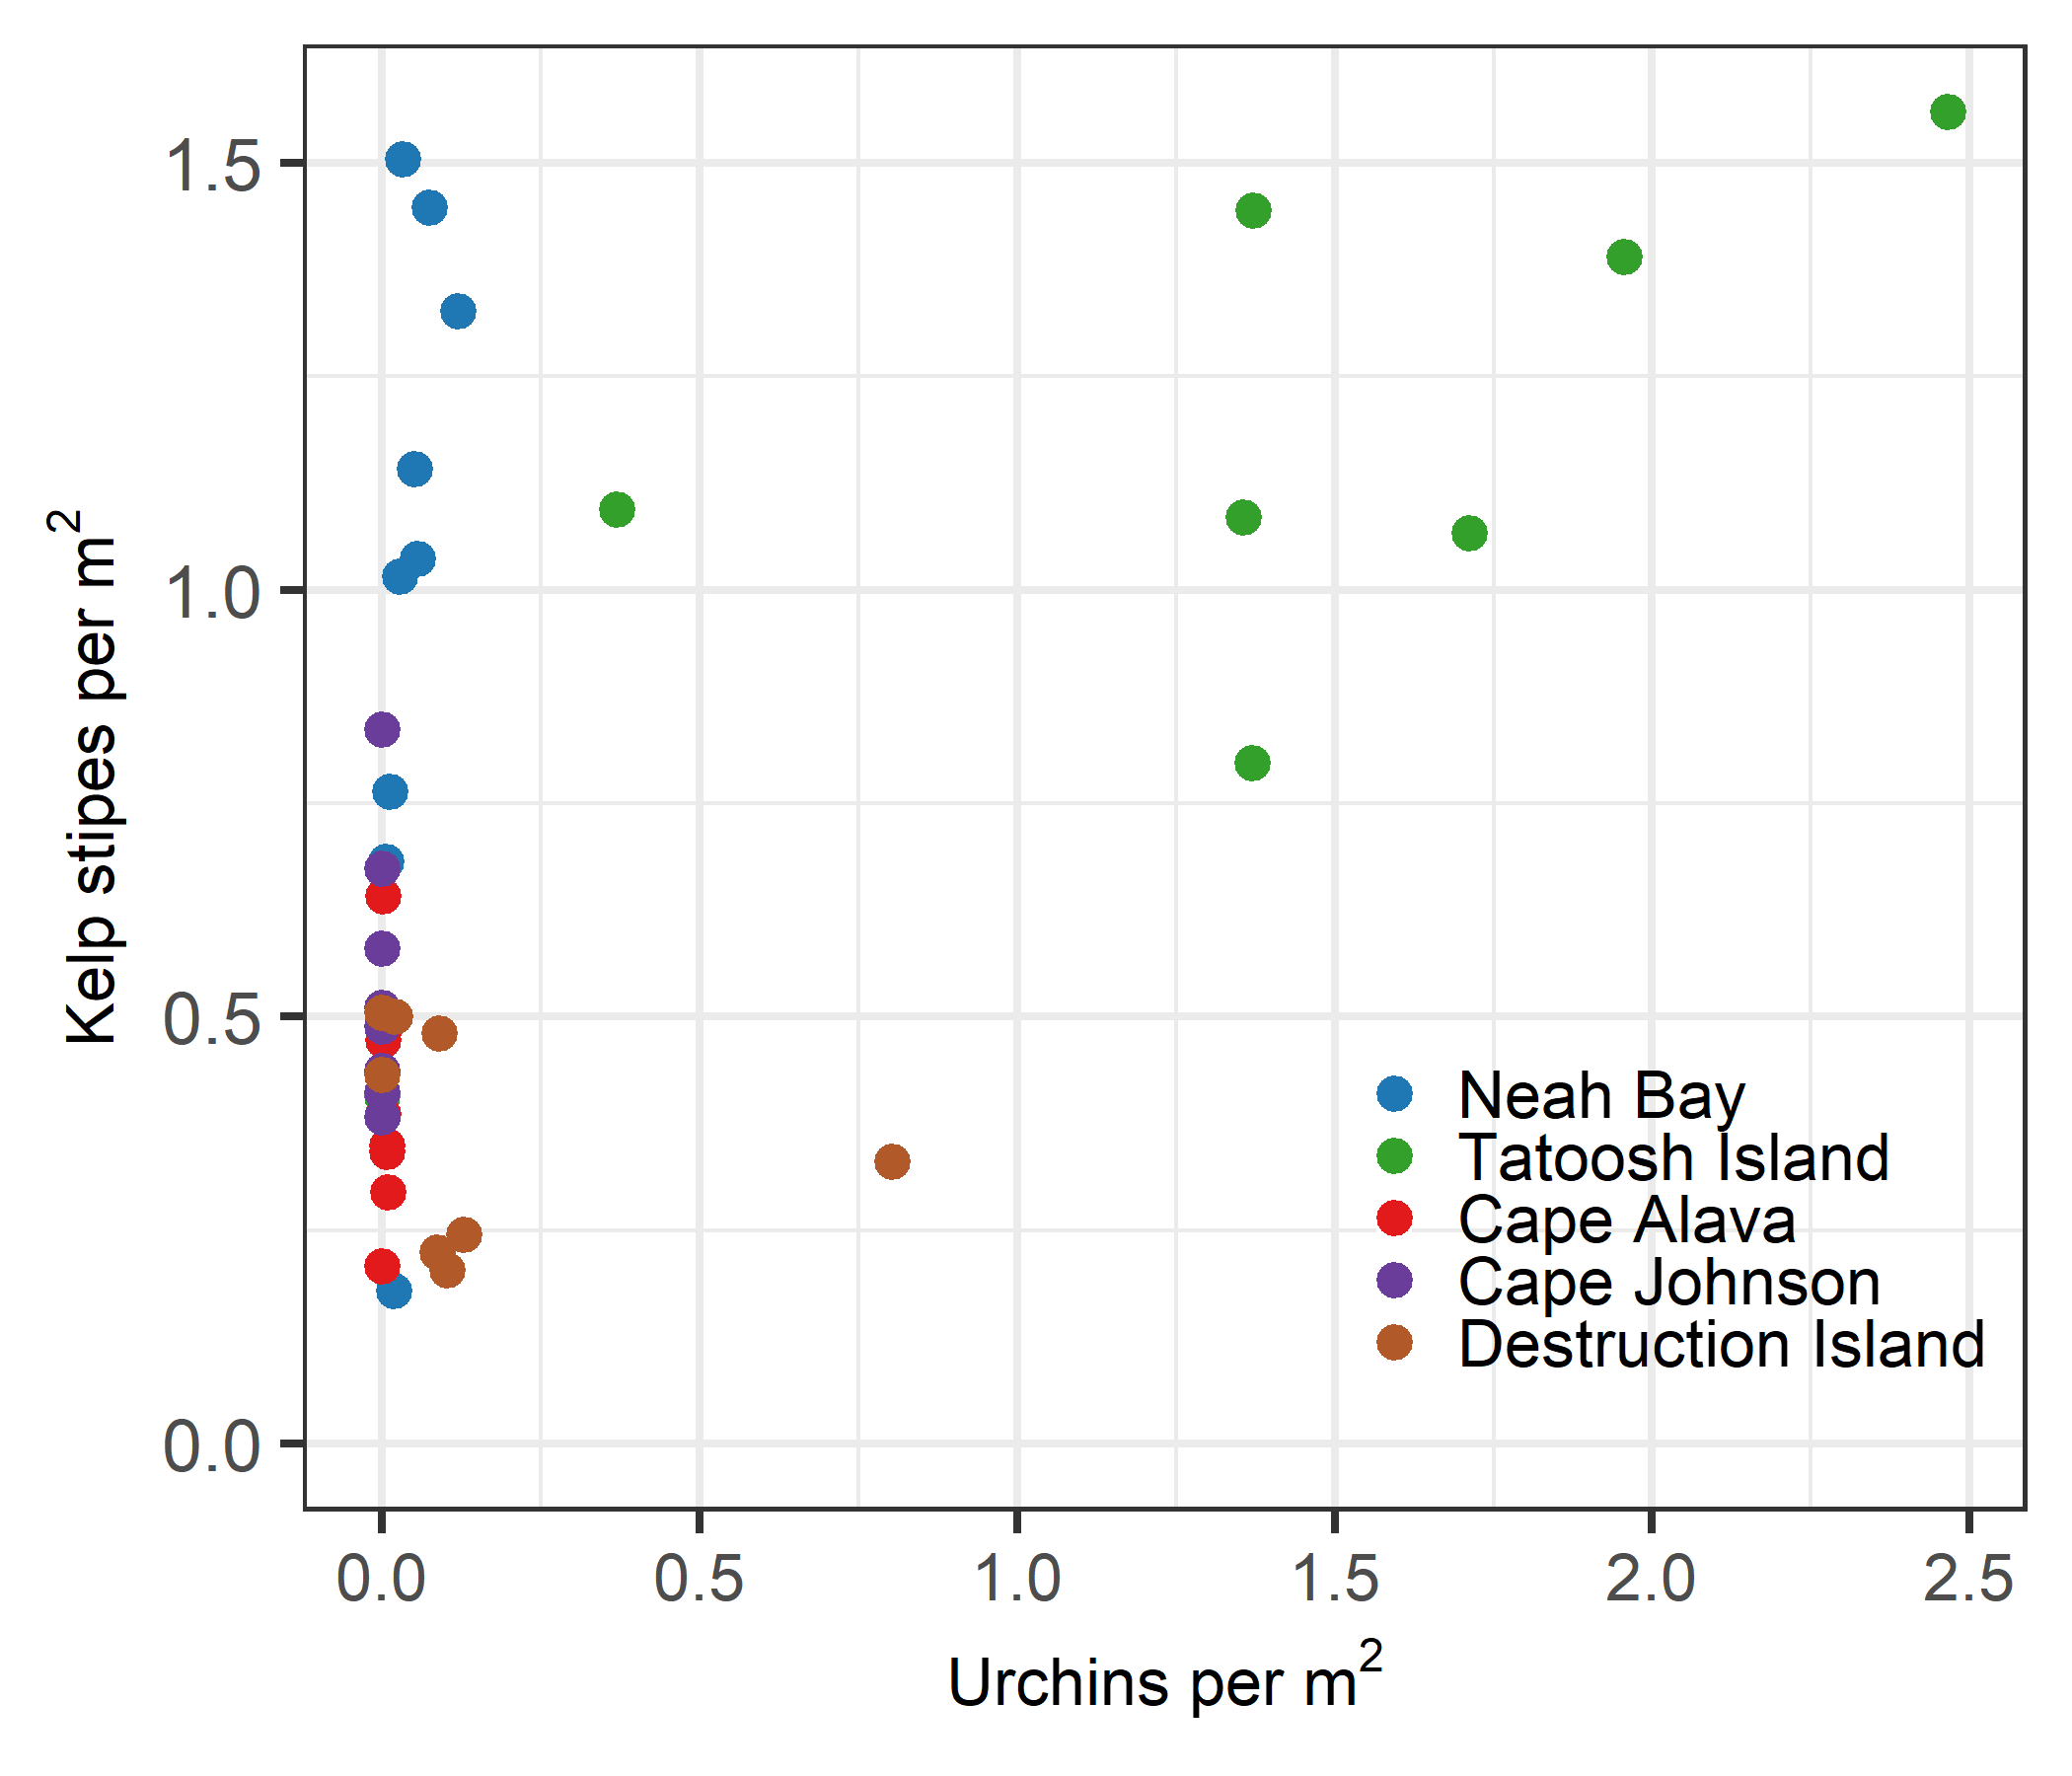 1.5
1.0
0.5
0.0
Kelp stipes per m²
Neah Bay
Tatoosh Island
Cape Alava
Cape Johnson
Destruction Island
0.0 0.5 1.0 1.5 2.0 2.5
Urchins per m²